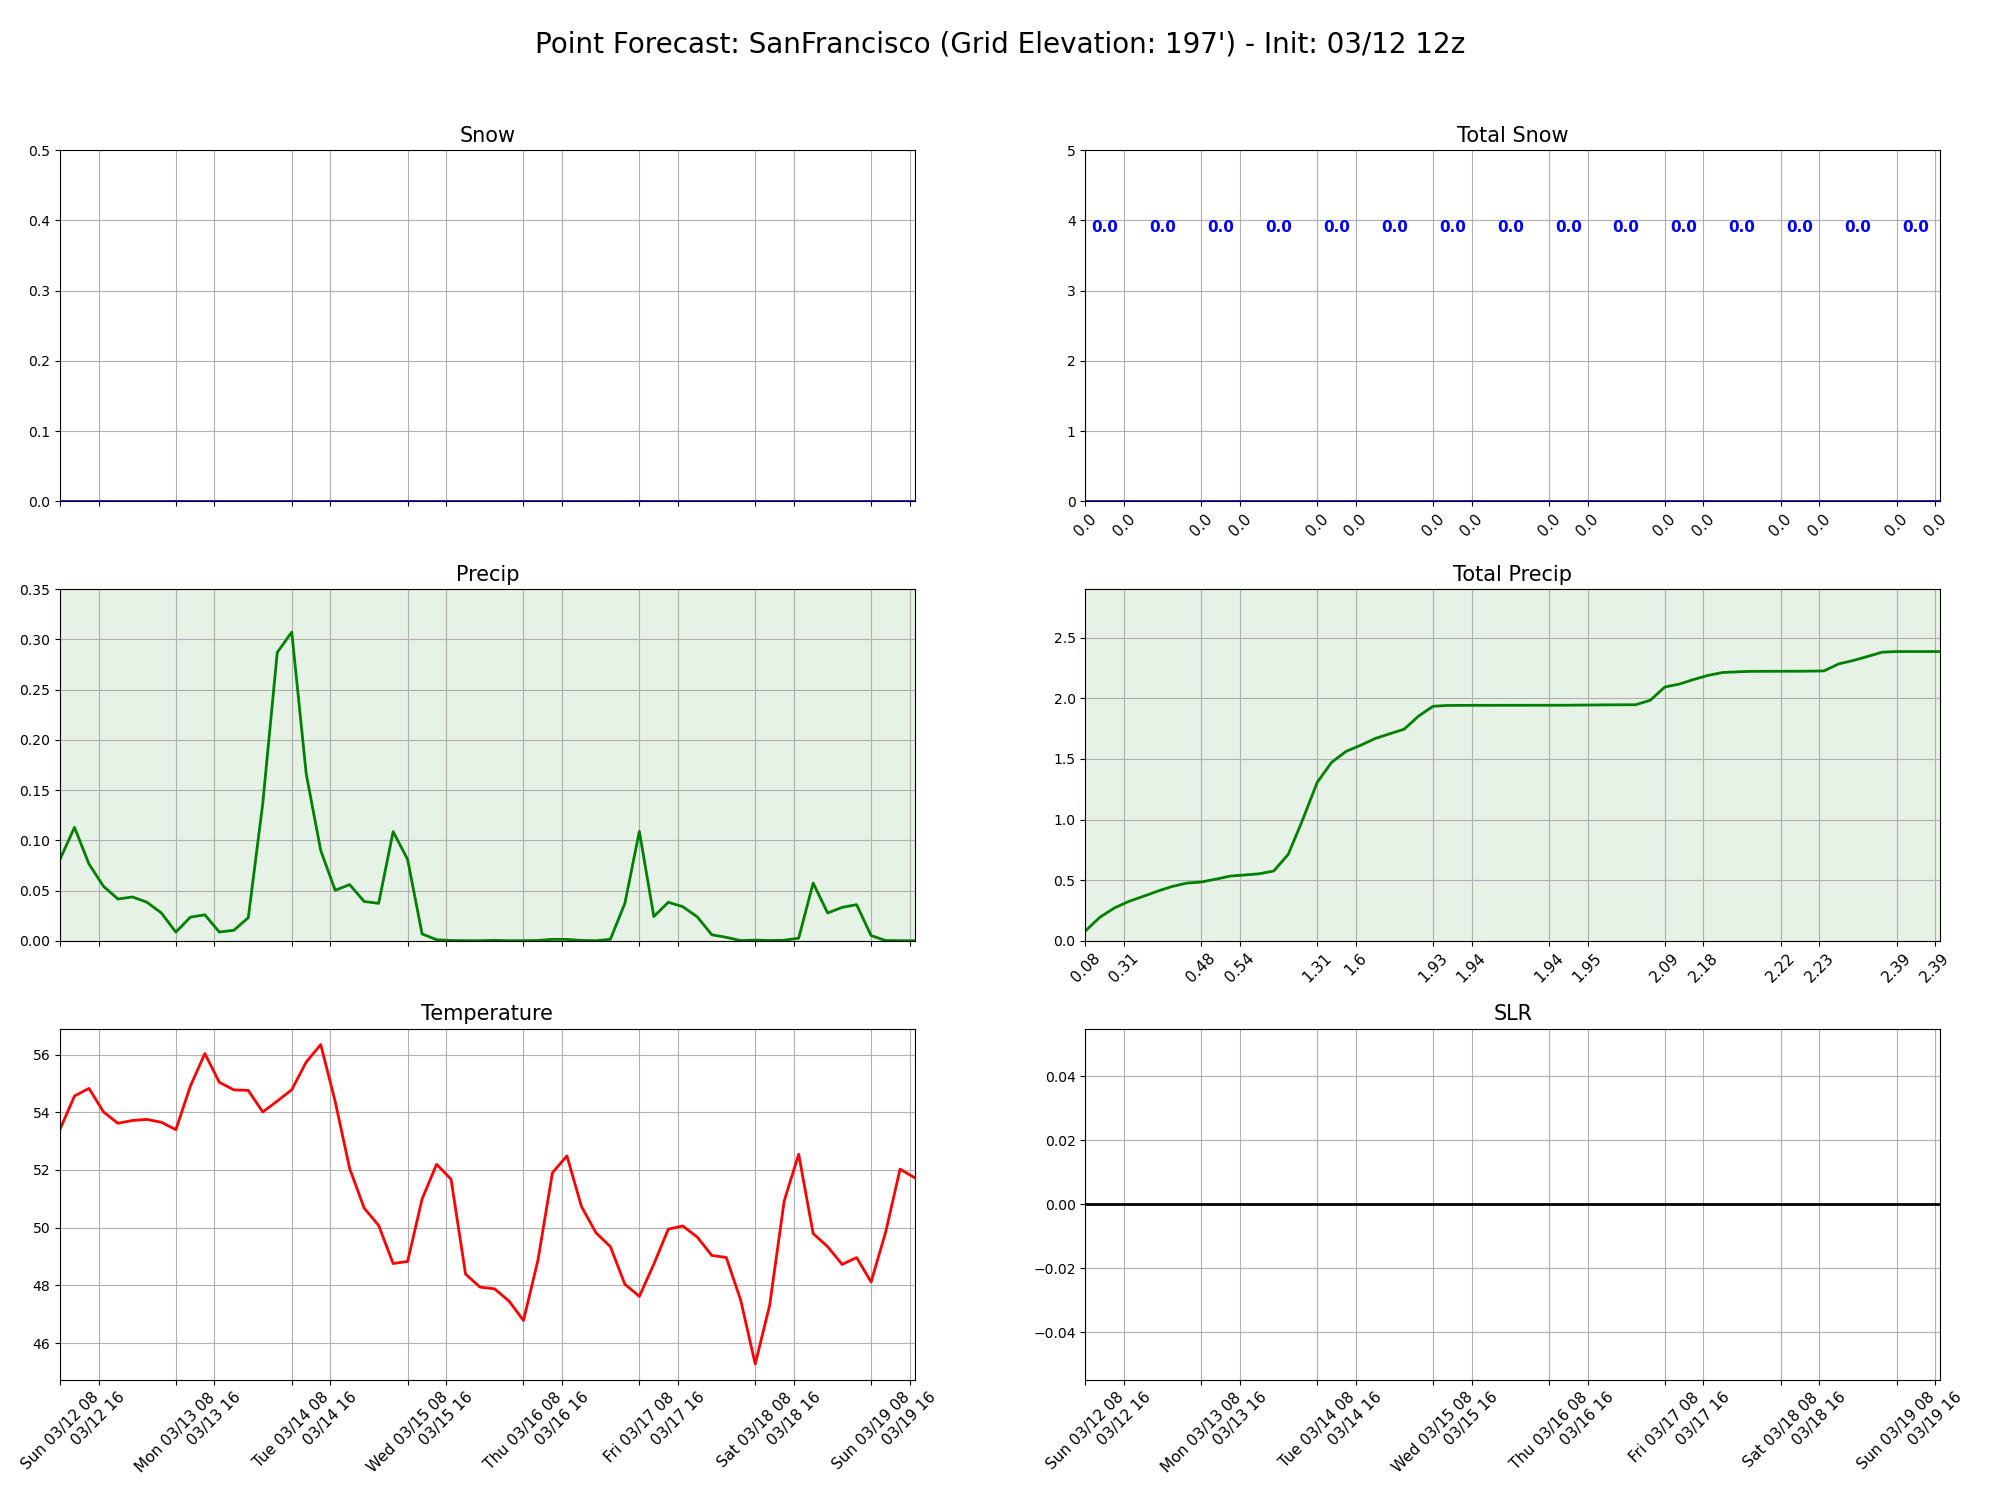 Point Forecast: SanFrancisco (Grid Elevation: 197') - Init: 03/12 12z
Snow
0.5
0.4
0.3
0.2
0.1
0.0
Total Snow
5
4
3
2
1
0
0.0 0.0 0.0 0.0 0.0 0.0 0.0 0.0 0.0 0.0 0.0 0.0 0.0 0.0 0.0
0.0 0.0 0.0 0.0 0.0 0.0 0.0 0.0 0.0 0.0 0.0 0.0 0.0 0.0 0.0 0.0
Precip
0.35
0.30
0.25
0.20
0.15
0.10
0.05
0.00
Total Precip
2.5
2.0
1.5
1.0
0.5
0.0
0.08 0.31 0.48 0.54 1.31 1.6 1.93 1.94 1.94 1.95 2.09 2.18 2.22 2.23 2.39 2.39
Temperature
56
54
52
50
48
46
Sun 03/12 08
03/12 16
Mon 03/13 08
03/13 16
Tue 03/14 08
03/14 16
Wed 03/15 08
03/15 16
Thu 03/16 08
03/16 16
Fri 03/17 08
03/17 16
Sat 03/18 08
03/18 16
Sun 03/19 08
03/19 16
SLR
0.04
0.02
0.00
−0.02
−0.04
Sun 03/12 08
03/12 16
Mon 03/13 08
03/13 16
Tue 03/14 08
03/14 16
Wed 03/15 08
03/15 16
Thu 03/16 08
03/16 16
Fri 03/17 08
03/17 16
Sat 03/18 08
03/18 16
Sun 03/19 08
03/19 16